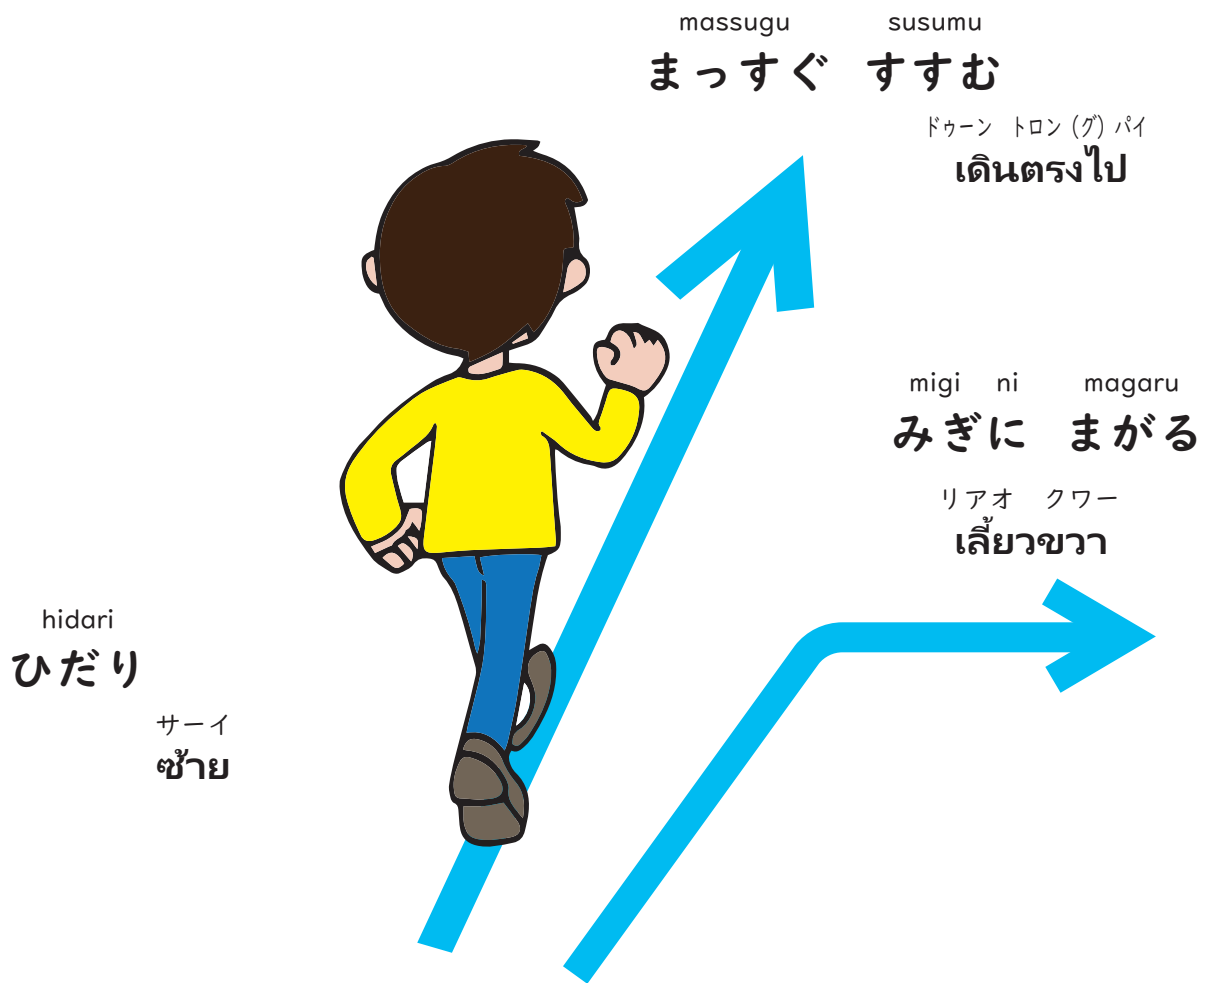 massugu susumu
まっすぐ すすむ
ドゥーン トロン(グ) パイ
เดินตรงไป
migi ni magaru
みぎに まがる
リアオ クワー
เลี้ยวขวา
hidari
ひだり
サーイ
ซ้าย